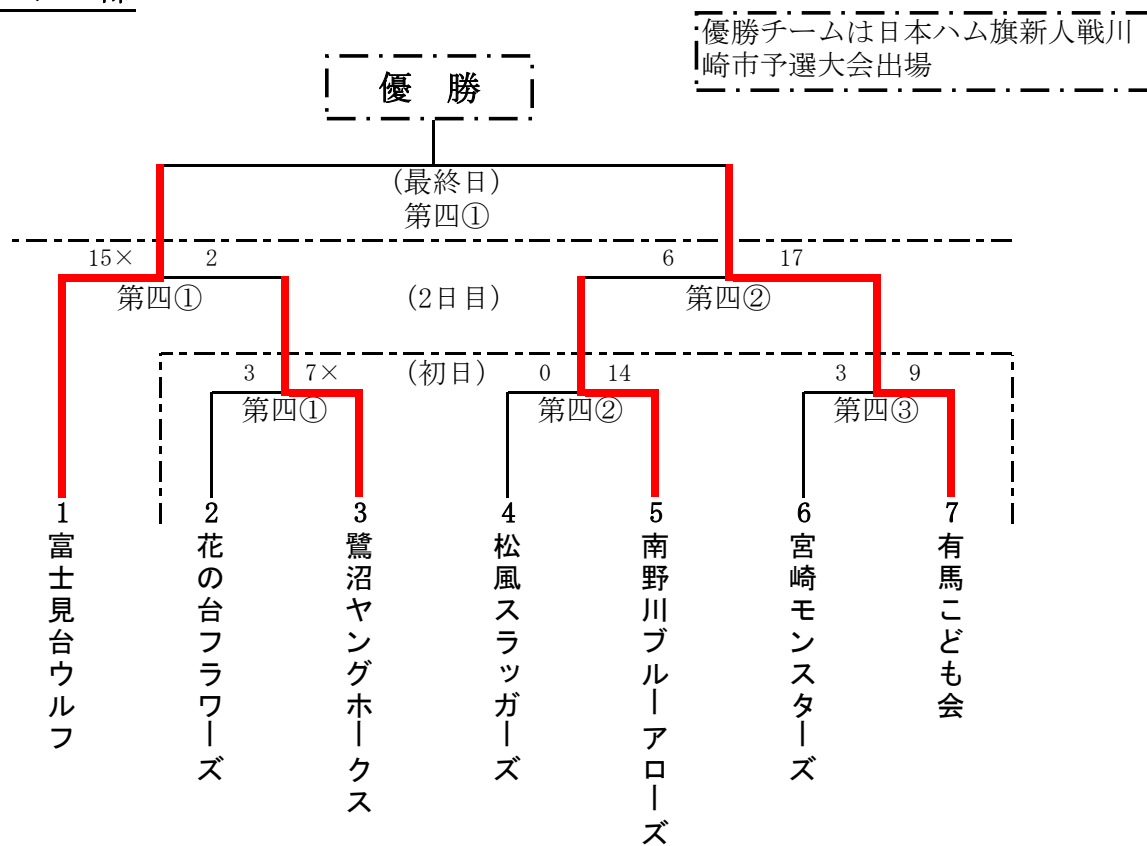 優勝チームは日本ハム旗新人戦川
崎市予選大会出場
優 勝
(最終日)
第四①
15× 2 6 17
第四① (2日目) 第四②
3 7× (初日) 0 14 3 9
第四① 第四② 第四③
1 2 3 4 5 6 7
富士見台ウルフ
花の台フラワーズ
鷺沼ヤングホークス
松風スラッガーズ
南野川ブルーアローズ
宮崎モンスターズ
有馬こども会